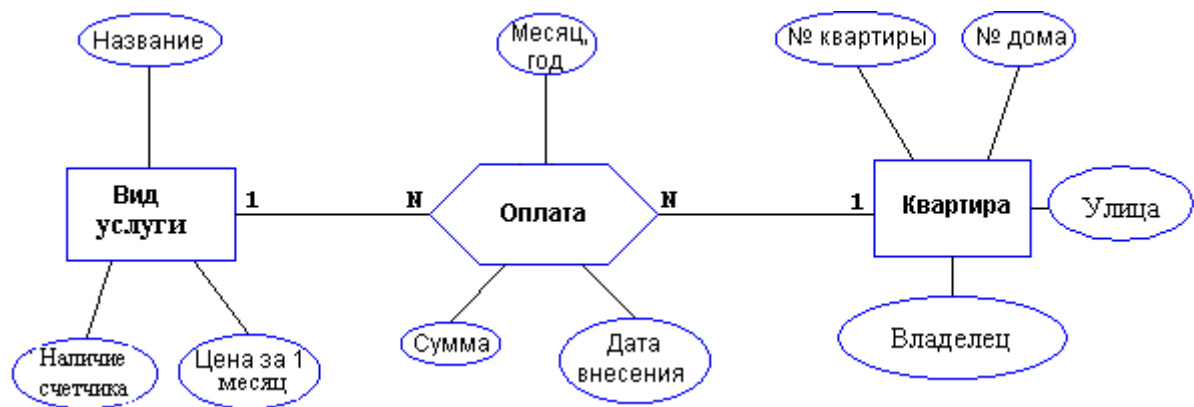 Название
Месяц,
год
№ квартиры
№ дома
Вид
услуги
1
N
Оплата
N
1
Квартира
Улица
Наличие
счетчика
Цена за 1
месяц
Сумма
Дата
внесения
Владелец